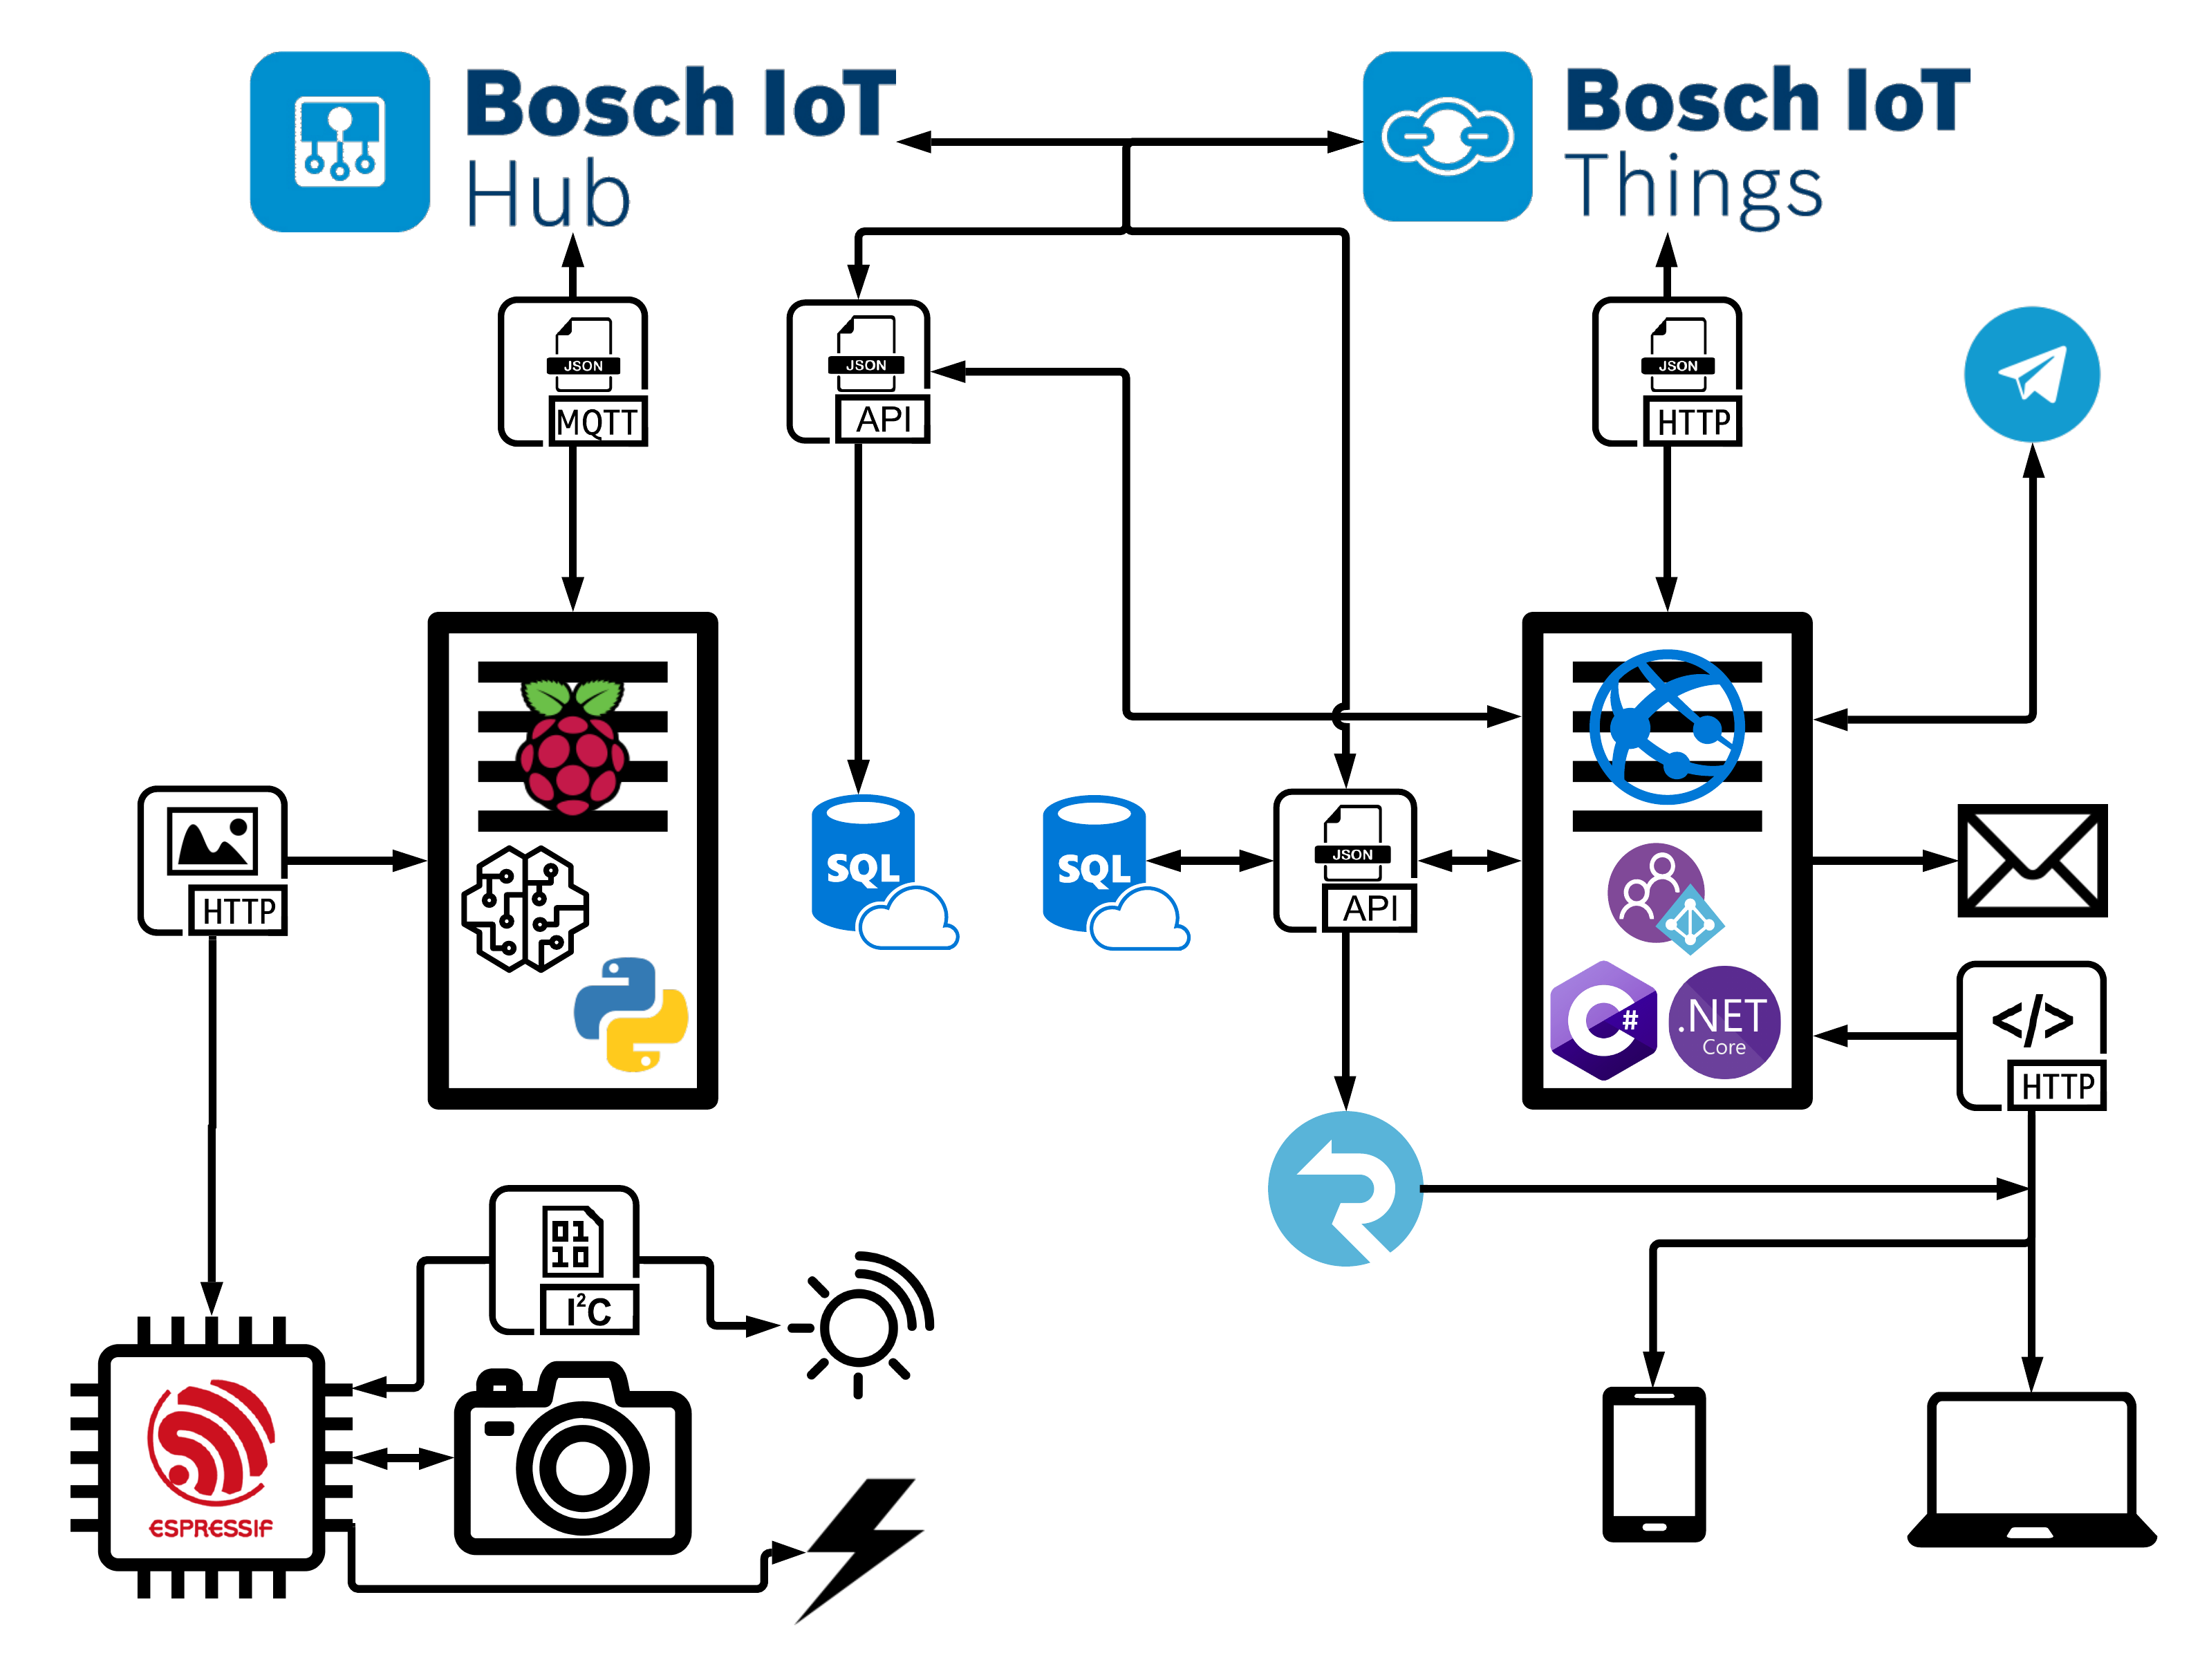 Bosch IoT
Hub
Bosch IoT
Things
JSON
MQTT
JSON
API
JSON
HTTP
HTTP
SQL
SQL
JSON
API
C#
.NET
Core
</>
HTTP
01
10
I²C
ESPRESSIF